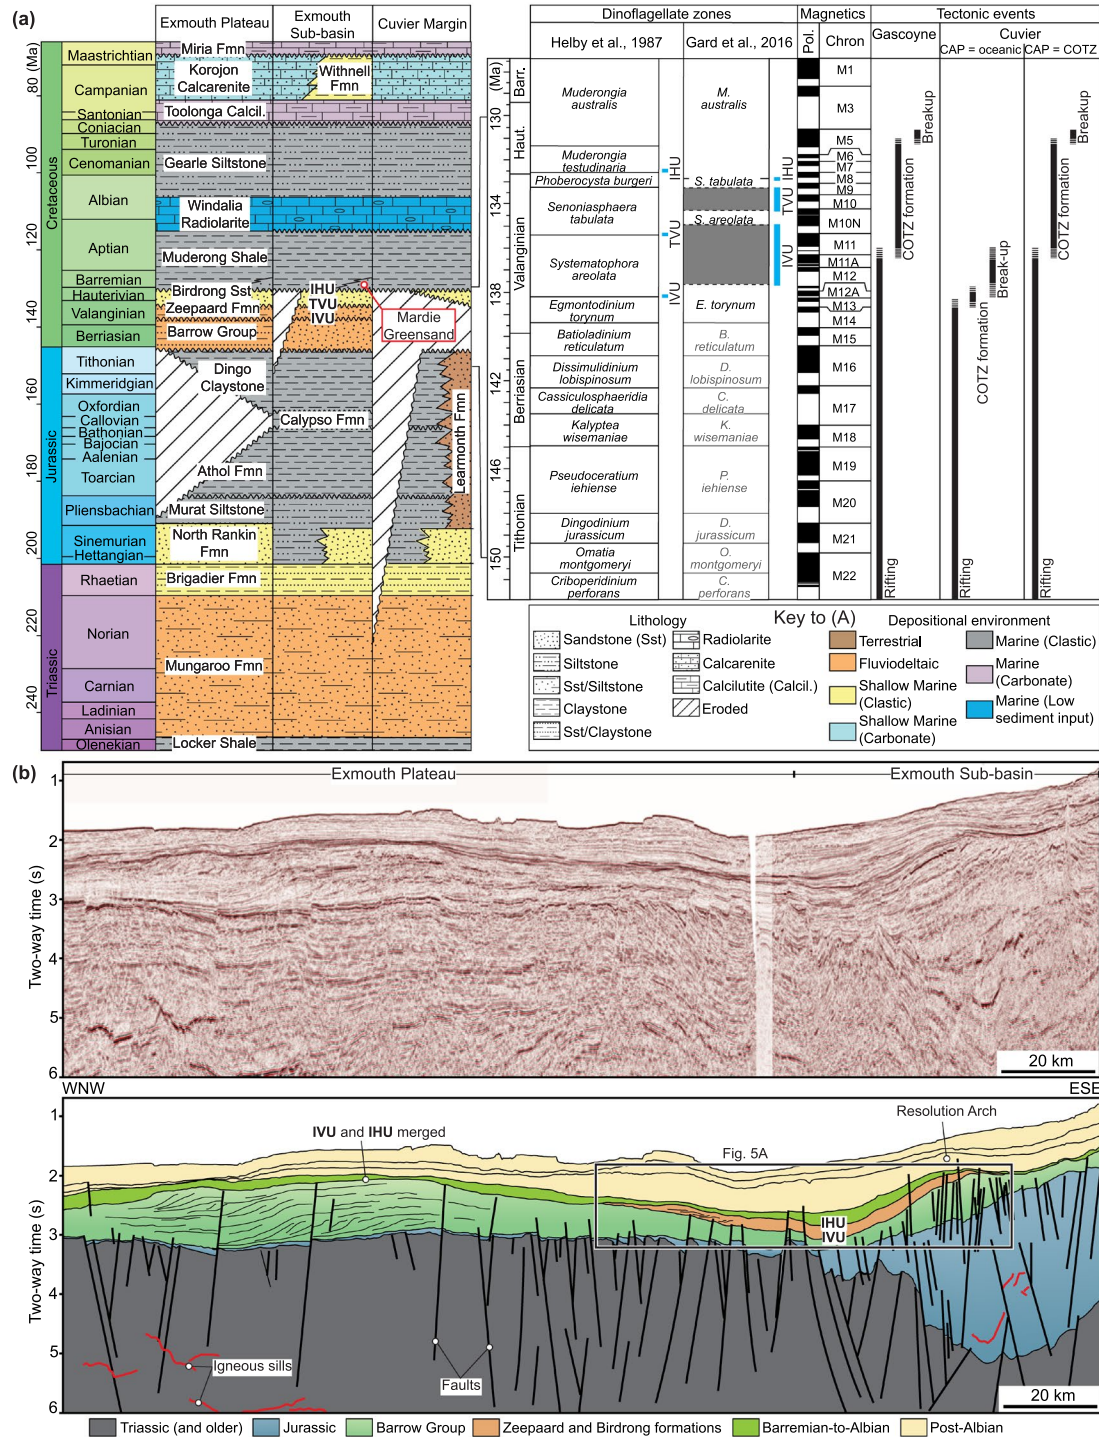 (a)
Exmouth Plateau
Exmouth
Sub-basin
Cuvier Margin
80 (Ma)
100
120
140
160
180
200
220
240
Cretaceous
Jurassic
Triassic
Maastrichtian
Campanian
Santonian
Coniacian
Turonian
Cenomanian
Albian
Aptian
Barremian
Hauterivian
Valanginian
Berriasian
Tithonian
Kimmeridgian
Oxfordian
Callovian
Bathonian
Bajocian
Aalenian
Toarcian
Pliensbachian
Sinemurian
Hettangian
Rhaetian
Norian
Carnian
Ladinian
Anisian
Olenekian
Miria Fmn
Korojon
Calcarenite
Withnell
Fmn
Toolonga Calcil.
Gearle Siltstone
Windalia
Radiolarite
Muderong Shale
Birdrong Sst
Zeepaard Fmn
Barrow Group
IHU
TVU
IVU
Mardie
Greensand
Dingo
Claystone
Calypso Fmn
Athol Fmn
Learmonth Fmn
Murat Siltstone
North Rankin
Fmn
Brigadier Fmn
Mungaroo Fmn
Locker Shale
Dinoflagellate zones
Magnetics
Tectonic events
Helby et al., 1987
Gard et al., 2016
Pol.
Chron
Gascoyne
Cuvier
CAP = oceanic
CAP = COTZ
(Ma)
130
134
138
142
146
150
Barr.
Haut.
Valanginian
Berriasian
Tithonian
Muderongia
australis
Muderongia
testudinaria
Phoberocysta burgeri
Senoniasphaera
tabulata
Systematophora
areolata
Egmontodinium
torynum
Batioladinium
reticulatum
Dissimulidinium
lobispinosum
Cassiculosphaeridia
delicata
Kalyptea
wisemaniae
Pseudoceratium
iehiense
Dingodinium
jurassicum
Omatia
montgomeryi
Criboperidinium
perforans
IHU
TVU
IVU
M.
australis
S. tabulata
S. areolata
E. torynum
B.
reticulatum
D.
lobispinosum
C.
delicata
K.
wisemaniae
P.
iehiense
D.
jurassicum
O.
montgomeryi
C.
perforans
IHU
TVU
IVU
M1
M3
M5
M6
M7
M8
M9
M10
M10N
M11
M11A
M12
M12A
M13
M14
M15
M16
M17
M18
M19
M20
M21
M22
Rifting
COTZ formation
Breakup
Rifting
COTZ formation
Break-up
Rifting
COTZ formation
Breakup
Key to (A)
Lithology
Sandstone (Sst)
Siltstone
Sst/Siltstone
Claystone
Sst/Claystone
Radiolarite
Calcarenite
Calcilutite (Calcil.)
Eroded
Depositional environment
Terrestrial
Fluviodeltaic
Shallow Marine
(Clastic)
Shallow Marine
(Carbonate)
Marine (Clastic)
Marine
(Carbonate)
Marine (Low
sediment input)
(b)
Exmouth Plateau
Exmouth Sub-basin
Two-way time (s)
1
2
3
4
5
6
20 km
WNW
ESE
Two-way time (s)
1
2
3
4
5
6
IVU and IHU merged
Resolution Arch
Fig. 5A
IHU
IVU
Igneous sills
Faults
20 km
Triassic (and older)
Jurassic
Barrow Group
Zeepaard and Birdrong formations
Barremian-to-Albian
Post-Albian